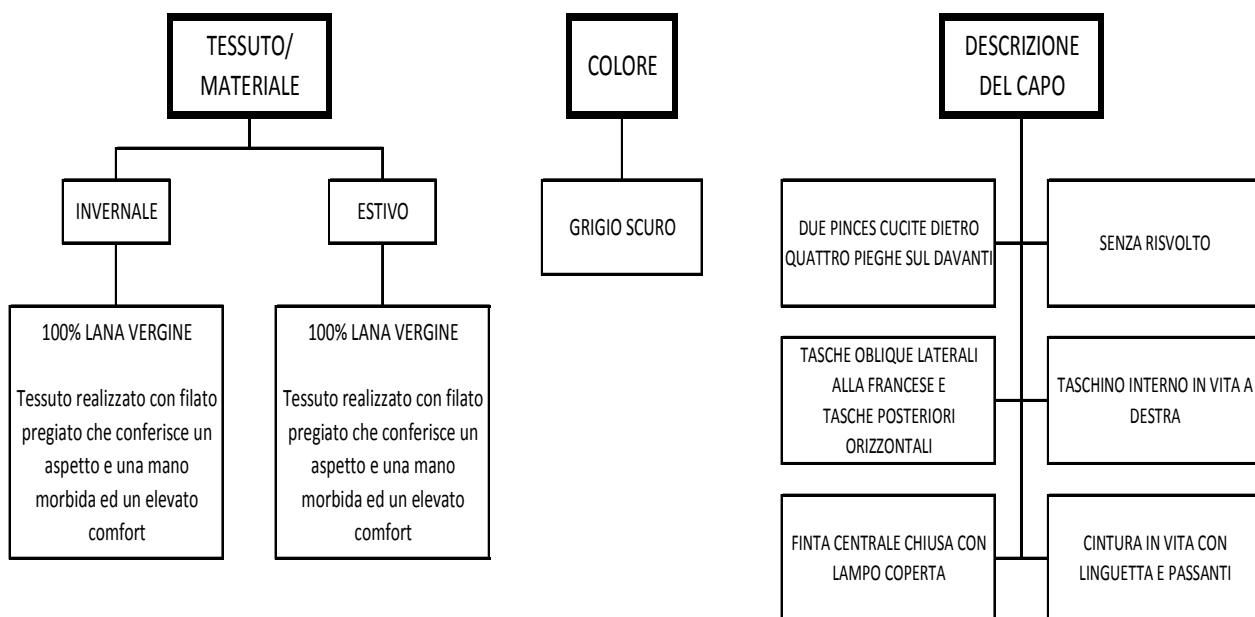 TESSUTO/
MATERIALE
COLORE
DESCRIZIONE
DEL CAPO
INVERNALE
ESTIVO
GRIGIO SCURO
DUE PINCES CUCITE DIETRO
QUATTRO PIEGHE SUL DAVANTI
SENZA RISVOLTO
100% LANA VERGINE
Tessuto realizzato con filato
pregiato che conferisce un
aspetto e una mano
morbida ed un elevato
comfort
100% LANA VERGINE
Tessuto realizzato con filato
pregiato che conferisce un
aspetto e una mano
morbida ed un elevato
comfort
TASCHE OBLIQUE LATERALI
ALLA FRANCESE E
TASCHE POSTERIORI
ORIZZONTALI
TASCHINO INTERNO IN VITA A
DESTRA
FINTA CENTRALE CHIUSA CON
LAMPO COPERTA
CINTURA IN VITA CON
LINGUETTA E PASSANTI